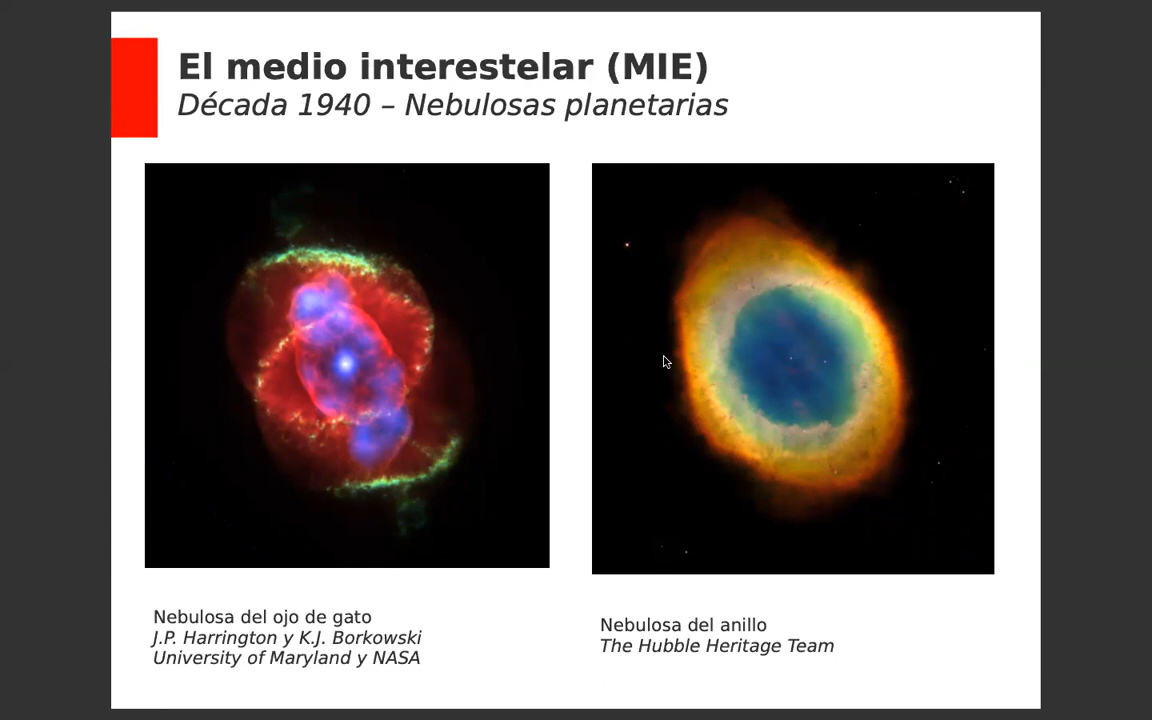 El medio interestelar (MIE)
Década 1940 – Nebulosas planetarias
Nebulosa del ojo de gato
J.P. Harrington y K.J. Borkowski
University of Maryland y NASA
Nebulosa del anillo
The Hubble Heritage Team